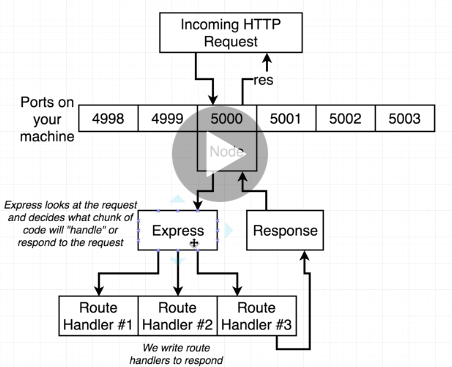 Incoming HTTP
Request
res
Ports on
your
machine
4998 4999 5000 5001 5002 5003
Node
Express looks at the request
and decides what chunk of
code will "handle" or
respond to the request
Express
Response
Route
Handler #1
Route
Handler #2
Route
Handler #3
We write route
handlers to respond